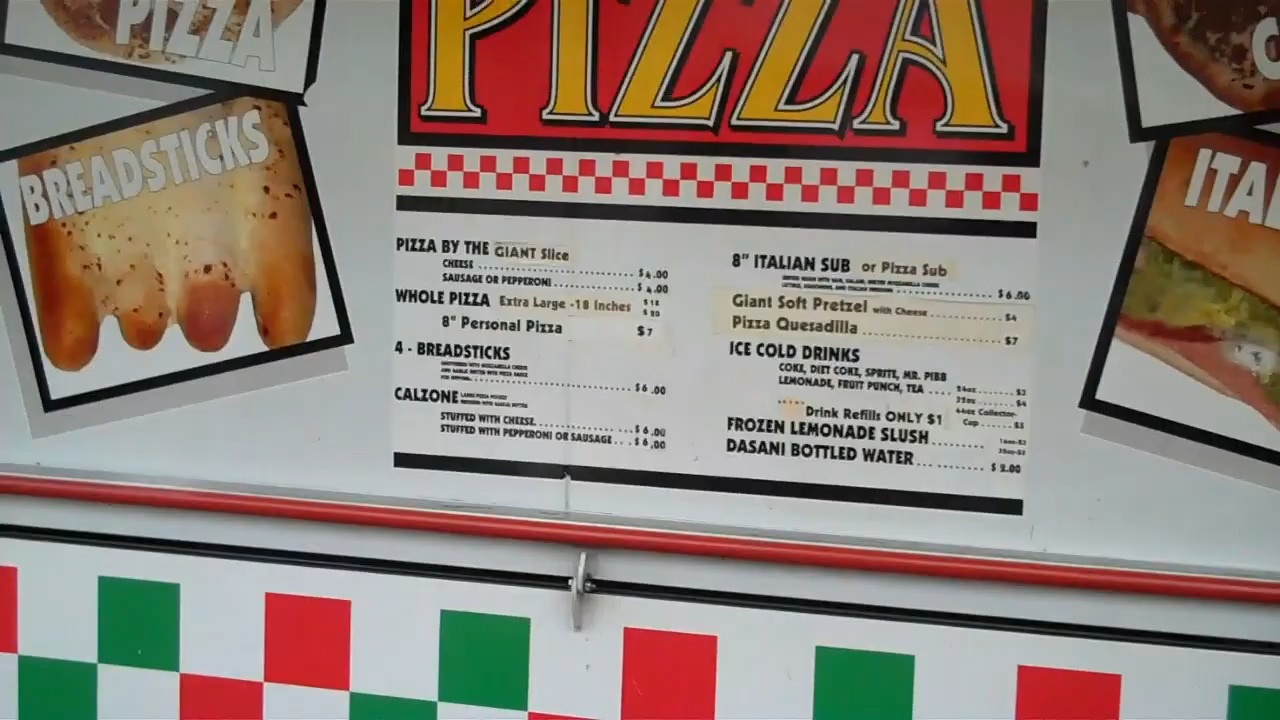 PIZZA
BREADSTICKS
PIZZA
ITA
PIZZA BY THE GIANT Slice
CHEESE $4.00
SAUSAGE OR PEPPERONI $4.00
WHOLE PIZZA Extra Large -18 Inches
8" Personal Pizza $7
4 - BREADSTICKS
$6.00
CALZONE
STUFFED WITH CHEESE $6.00
STUFFED WITH PEPPERONI OR SAUSAGE $6.00
8" ITALIAN SUB or Pizza Sub
$6.00
Giant Soft Pretzel with Cheese $4
Pizza Quesadilla $7
ICE COLD DRINKS
COKE, DIET COKE, SPRITE, MR. PIBB
LEMONADE, FRUIT PUNCH, TEA 24oz $3
32oz $4
44oz Collector-
Cup $5
Drink Refills ONLY $1
FROZEN LEMONADE SLUSH
DASANI BOTTLED WATER $2.00